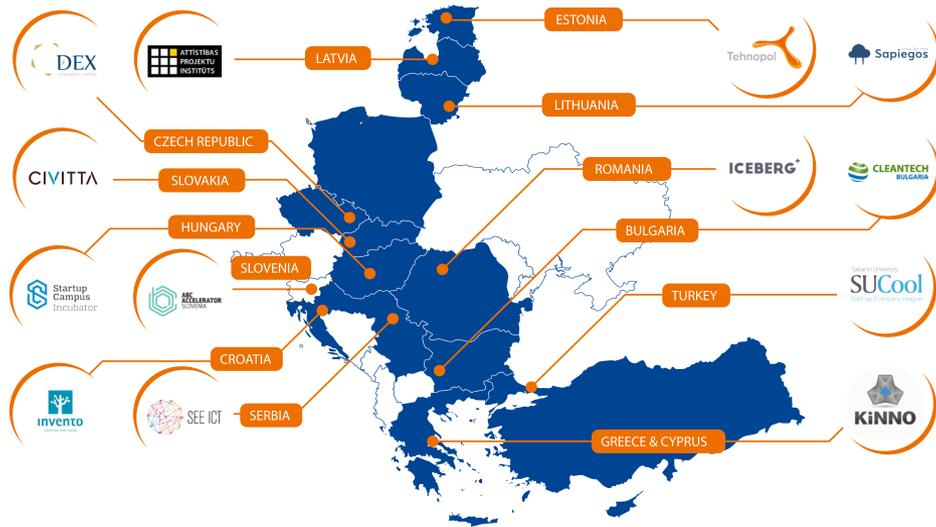 DEX
ATTĪSTĪBAS
PROJEKTU
INSTITŪTS
LATVIA
ESTONIA
Tehnopol
Sapiegos
LITHUANIA
CZECH REPUBLIC
CIVITTA
SLOVAKIA
ROMANIA
ICEBERG+
CLEANTECH
BULGARIA
HUNGARY
BULGARIA
Startup
Campus
Incubator
ABC
ACCELERATOR
SLOVENIA
SLOVENIA
TURKEY
Sabancı University
SUCool
Start up Company League
CROATIA
invento
SEE ICT
SERBIA
GREECE & CYPRUS
KiNNO